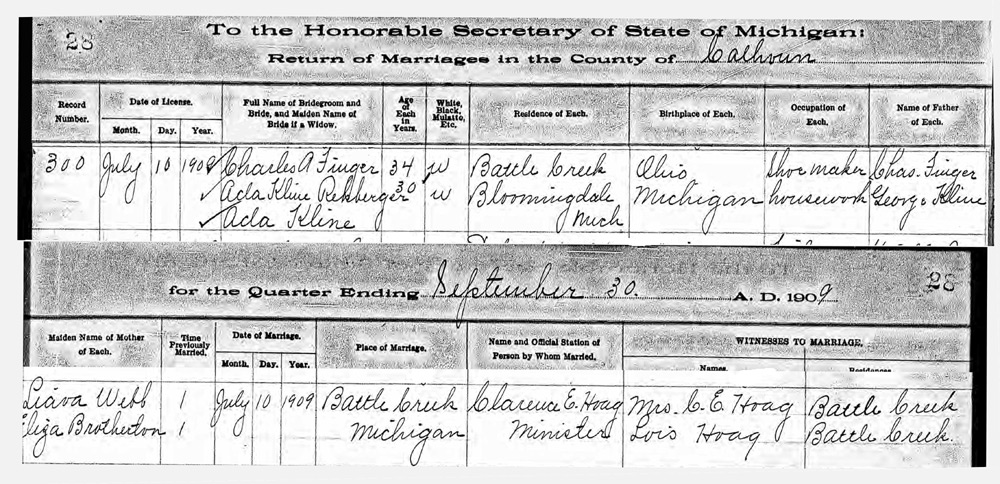 28
To the Honorable Secretary of State of Michigan:
Return of Marriages in the County of Calhoun
Record Number. Date of License. Full Name of Bridegroom and Bride, and Maiden Name of Bride if a Widow. Age of Each in Years. White, Black, Mulatto, Etc. Residence of Each. Birthplace of Each. Occupation of Each. Name of Father of Each.
Month. Day. Year.
300 July 10 1909 Charles A Finger 34 W Battle Creek Ohio Shoemaker Chas. Finger
Ada Kline Rekberger 30 W Bloomingdale Michigan housework George Kline
Ada Kline Mich
for the Quarter Ending September 30. A. D. 1909 28
Maiden Name of Mother of Each. Time Previously Married. Date of Marriage. Place of Marriage. Name and Official Station of Person by Whom Married. WITNESSES TO MARRIAGE.
Month. Day. Year. Names. Residences
Webb 1 July 10 1909 Battle Creek Clarence E. Hoag Mrs. C. E Hoag Battle Creek
Eliza Brotherton 1 Michigan Minister Lois Hoag Battle Creek.